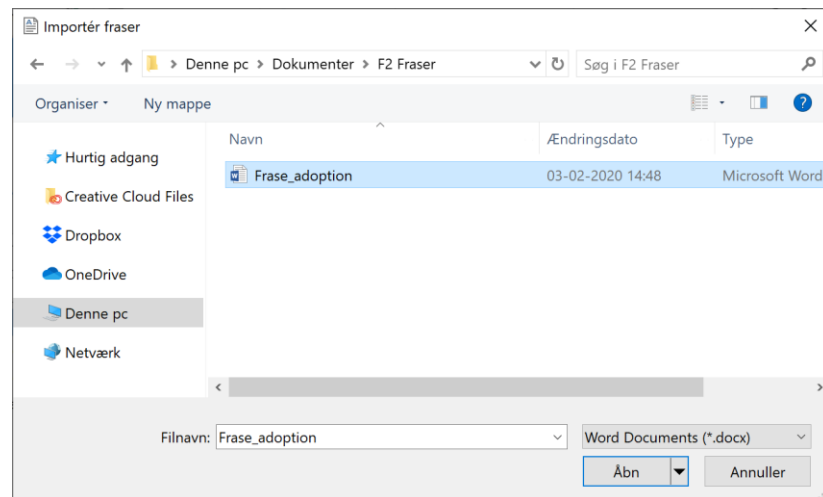 Importér fraser
Denne pc > Dokumenter > F2 Fraser
Søg i F2 Fraser
Organiser
Ny mappe
Navn
Ændringsdato
Type
Hurtig adgang
Creative Cloud Files
Dropbox
OneDrive
Denne pc
Netværk
Frase_adoption
03-02-2020 14:48
Microsoft Word
Filnavn: Frase_adoption
Word Documents (*.docx)
Åbn
Annuller